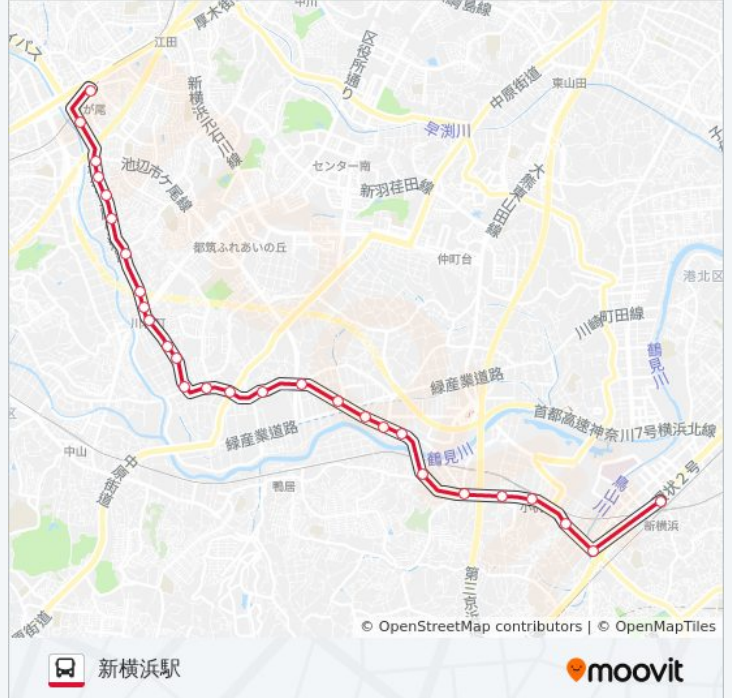 厚木街
中川
江田
区役所通り
中原街道
東山田
が尾
新横浜元石川線
早渕川
池辺市ケ尾線
センター南
新羽荏田線
大熊東山田線
都筑ふれあいの丘
仲町台
港北区
川崎町田線
鶴見川
緑産業道路
首都高速神奈川7号横浜北線
緑産業道路
中山
中原街道
鶴見川
鴨居
鳥山川
状2号
新横浜
第三京浜
原街道
© OpenStreetMap contributors | © OpenMapTiles
新横浜駅
moovit